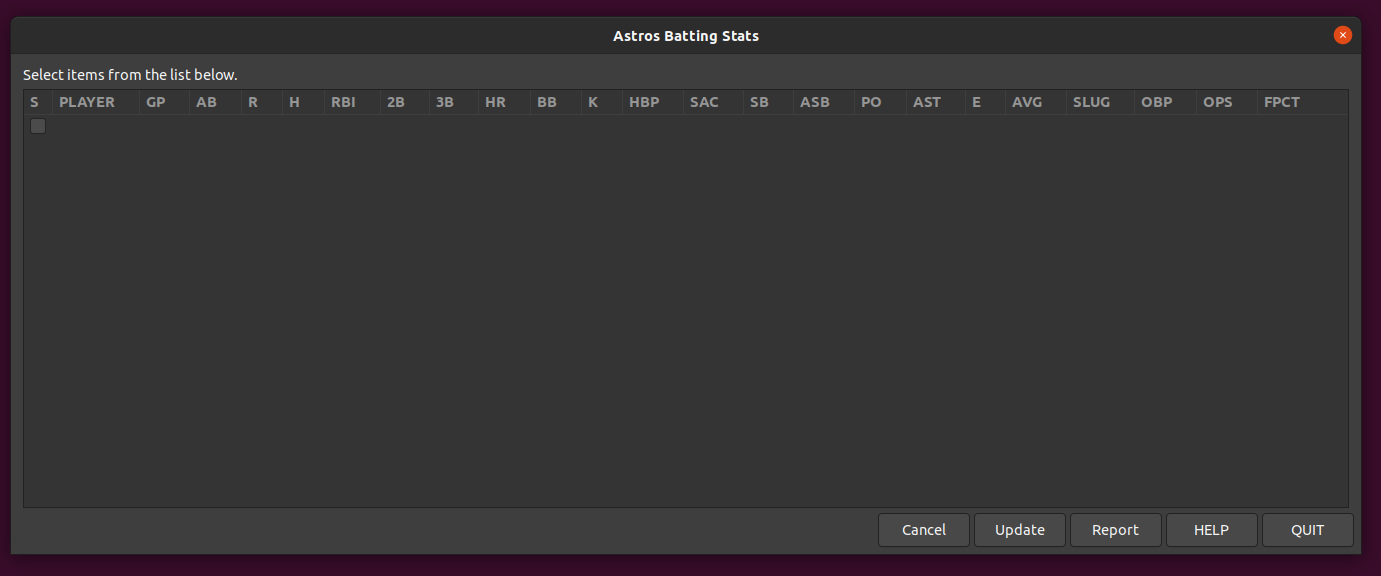 Astros Batting Stats
Select items from the list below.
S PLAYER GP AB R H RBI 2B 3B HR BB K HBP SAC SB ASB PO AST E AVG SLUG OBP OPS FPCT
Cancel Update Report HELP QUIT